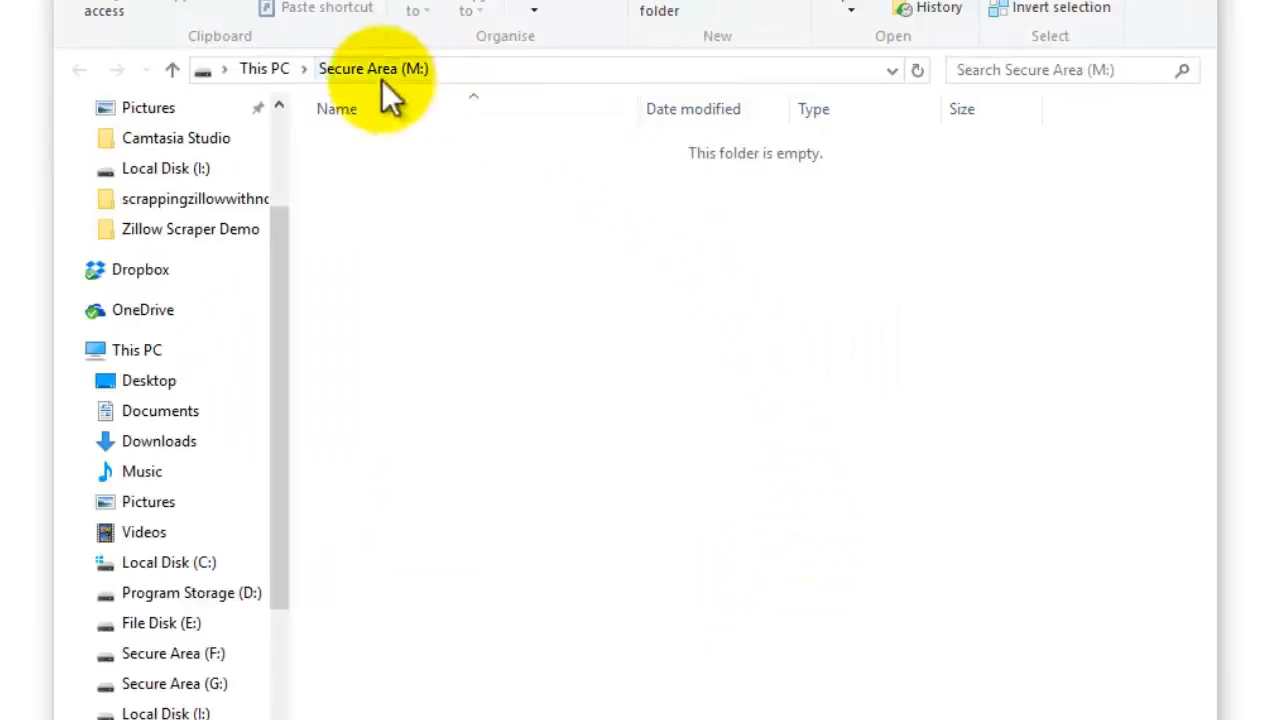 access
Paste shortcut
to
to
folder
History
Invert selection
Clipboard
Organise
New
Open
Select
This PC
Secure Area (M:)
Search Secure Area (M:)
Name
Date modified
Type
Size
This folder is empty.
Pictures
Camtasia Studio
Local Disk (I:)
scrappingzillowwithno
Zillow Scraper Demo
Dropbox
OneDrive
This PC
Desktop
Documents
Downloads
Music
Pictures
Videos
Local Disk (C:)
Program Storage (D:)
File Disk (E:)
Secure Area (F:)
Secure Area (G:)
Local Disk (I:)